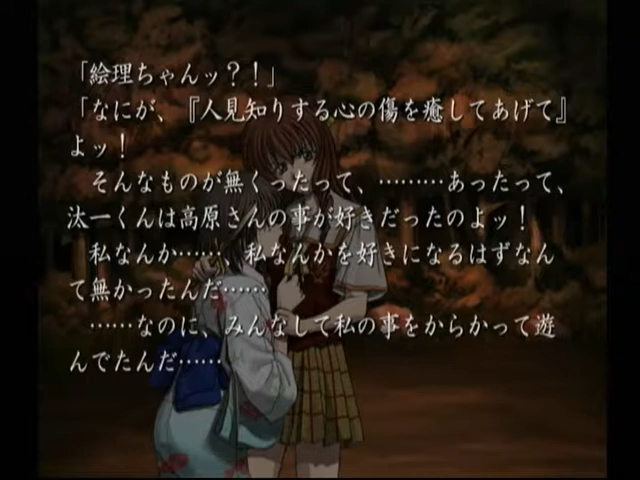 「絵理ちゃんッ？！」
「なにが、『人見知りする心の傷を癒してあげて』
よッ！
　そんなものが無くったって、………あったって、
汰一くんは高原さんの事が好きだったのよッ！
　私なんか……　私なんかを好きになるはずなん
て無かったんだ……
　……なのに、みんなして私の事をからかって遊
んでたんだ……